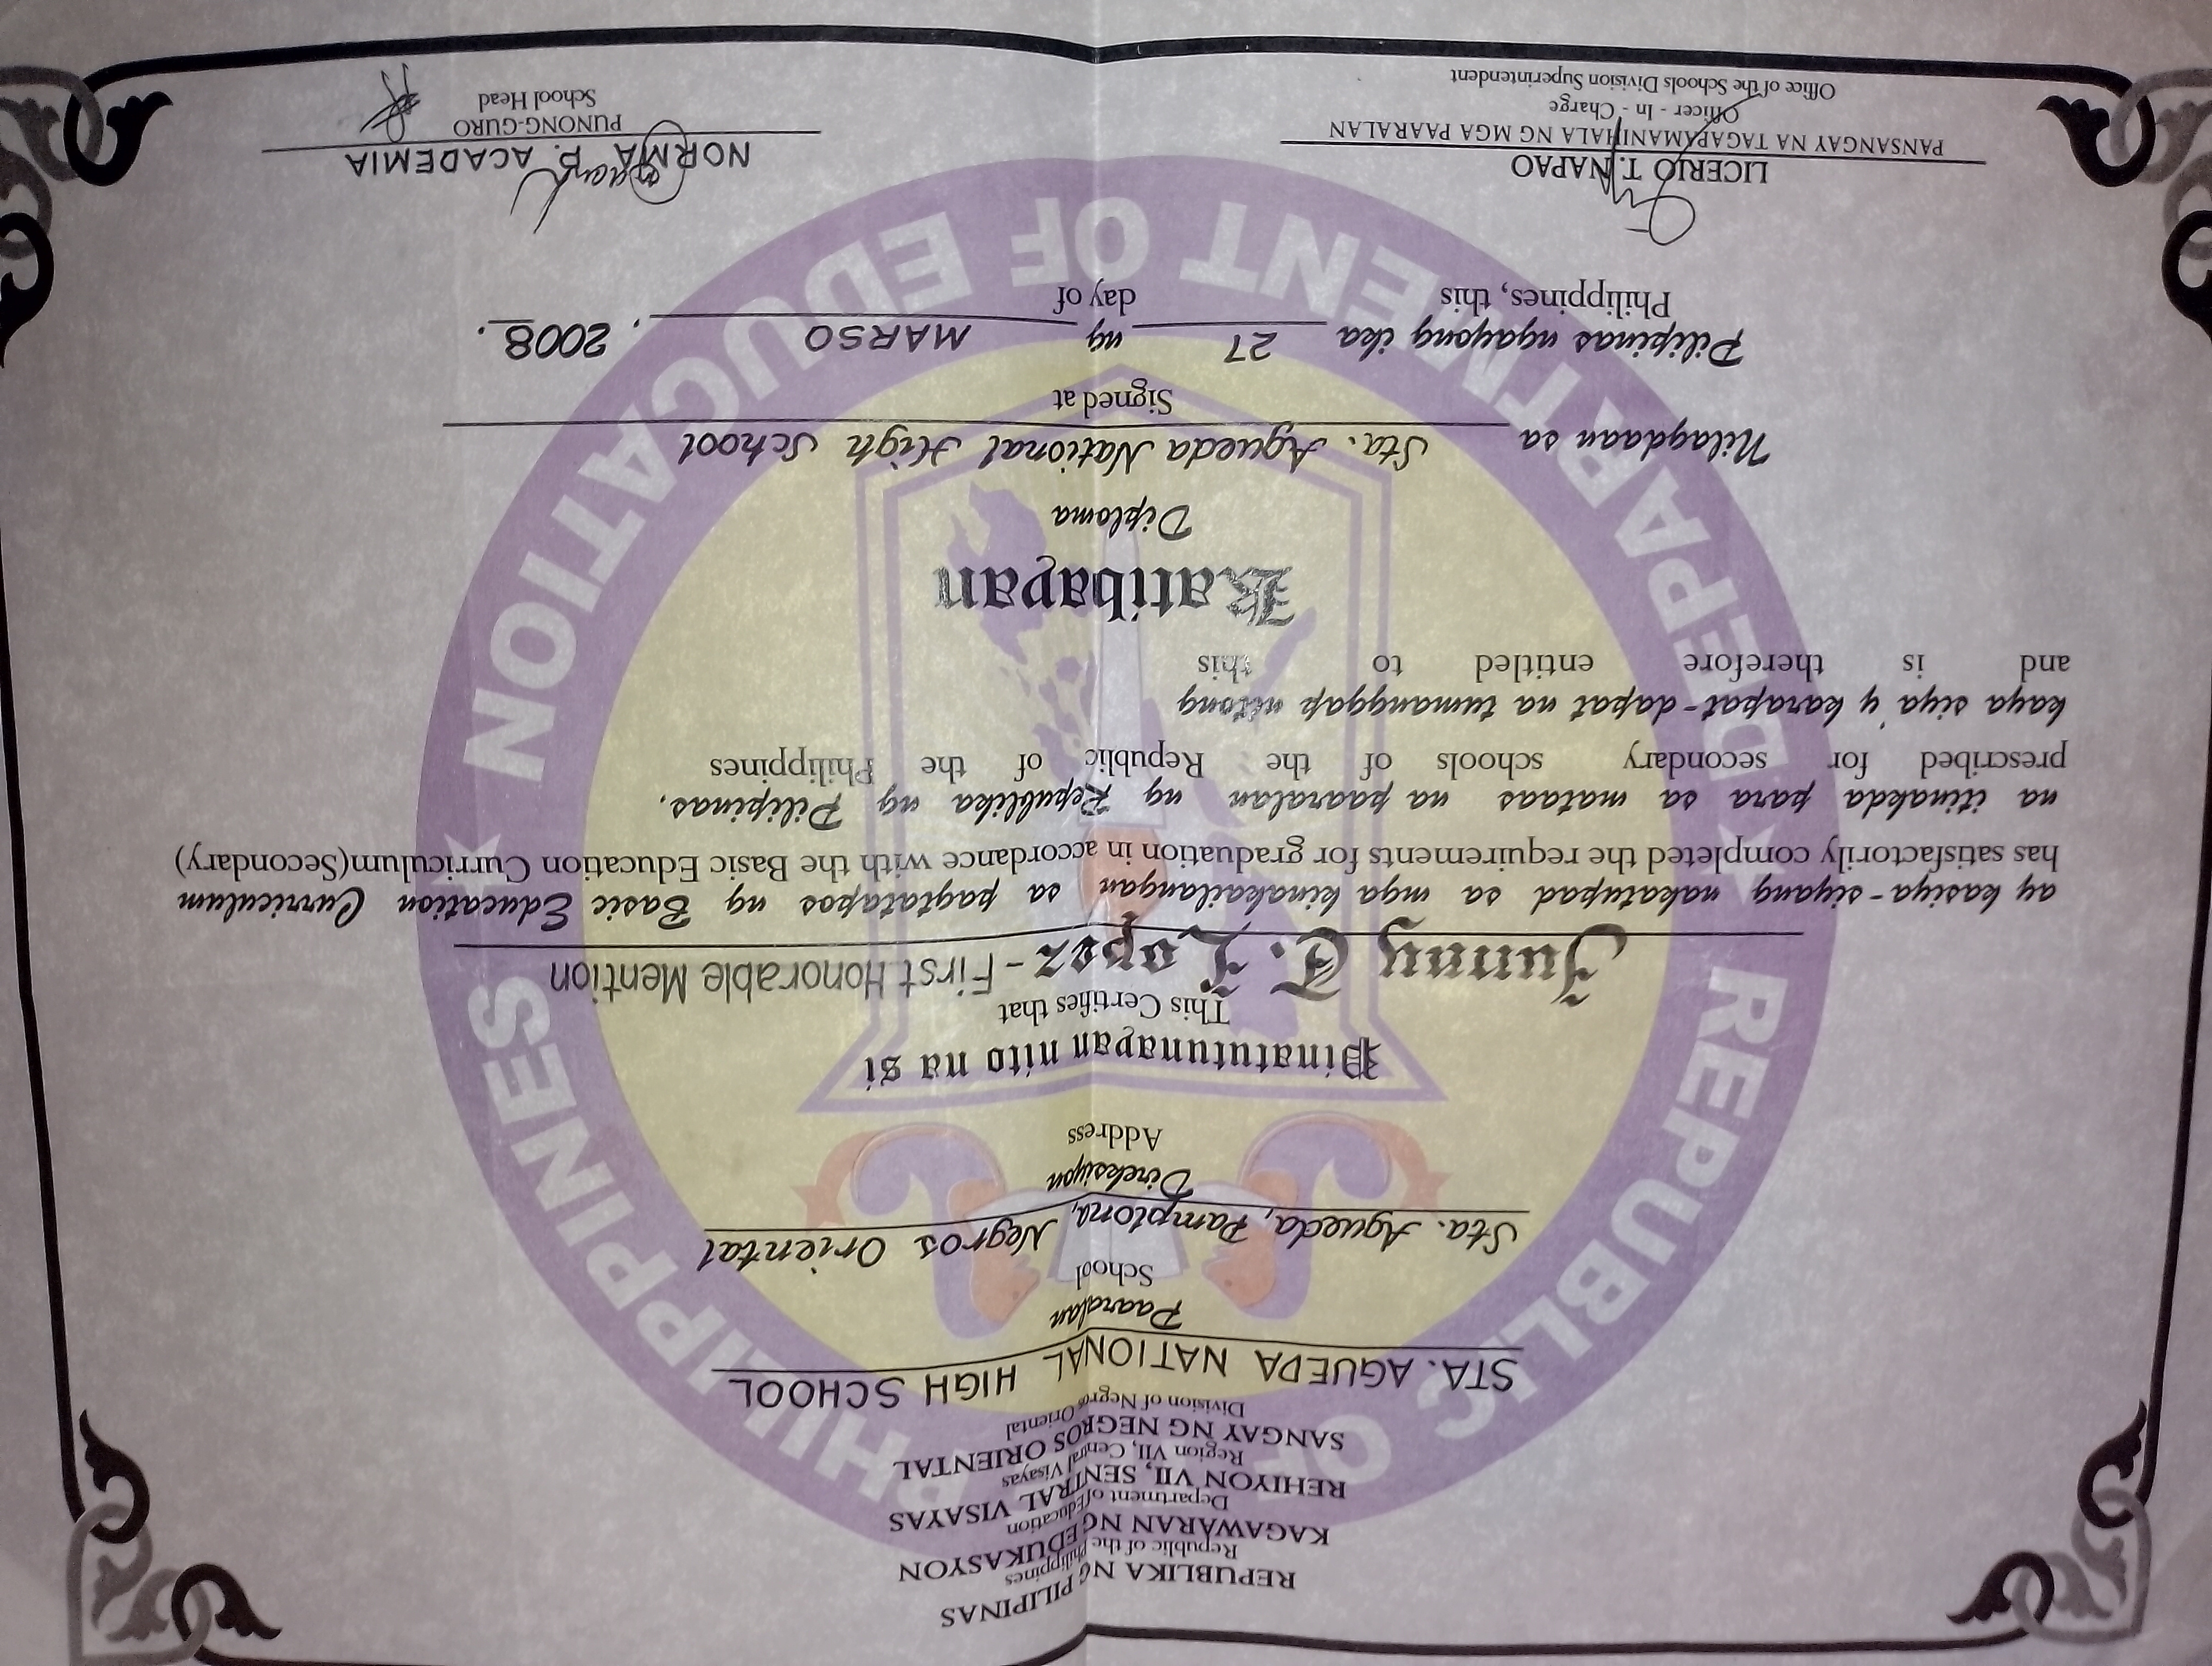 REPUBLIKA NG PILIPINAS
Republic of the Philippines
KAGAWARAN NG EDUKASYON
Department of Education
REHIYON VII, SENTRAL VISAYAS
Region VII, Central Visayas
SANGAY NG NEGROS ORIENTAL
Division of Negros Oriental
STA. AGUEDA NATIONAL HIGH SCHOOL
Paaralan
School
Sta. Agueda, Pamplona, Negros Oriental
Direksiyon
Address
Pinatutunayan nito na si
This Certifies that
Junny T. Lopez - First Honorable Mention
ay kasiya-siyang nakatupad sa mga kinakailangan sa pagtatapos ng Basic Education Curriculum
has satisfactorily completed the requirements for graduation in accordance with the Basic Education Curriculum(Secondary)
na itinakda para sa mataas na paaralan ng Republika ng Pilipinas.
prescribed for secondary schools of the Republic of the Philippines
kaya siya'y karapat-dapat na tumanggap nitong
and is therefore entitled to this
Katibayan
Diploma
Nilagdaan sa Sta. Agueda National High School
Signed at
Pilipinas ngayong ika 27 ng MARSO, 2008.
Philippines, this day of
LICERIO T. NAPAO
PANSANGAY NA TAGAPAMANIHALA NG MGA PAARALAN
Officer - In - Charge
Office of the Schools Division Superintendent
NORMA P. ACADEMIA
PUNONG-GURO
School Head
REPUBLIC OF PHILIPPINES
DEPARTMENT OF EDUCATION